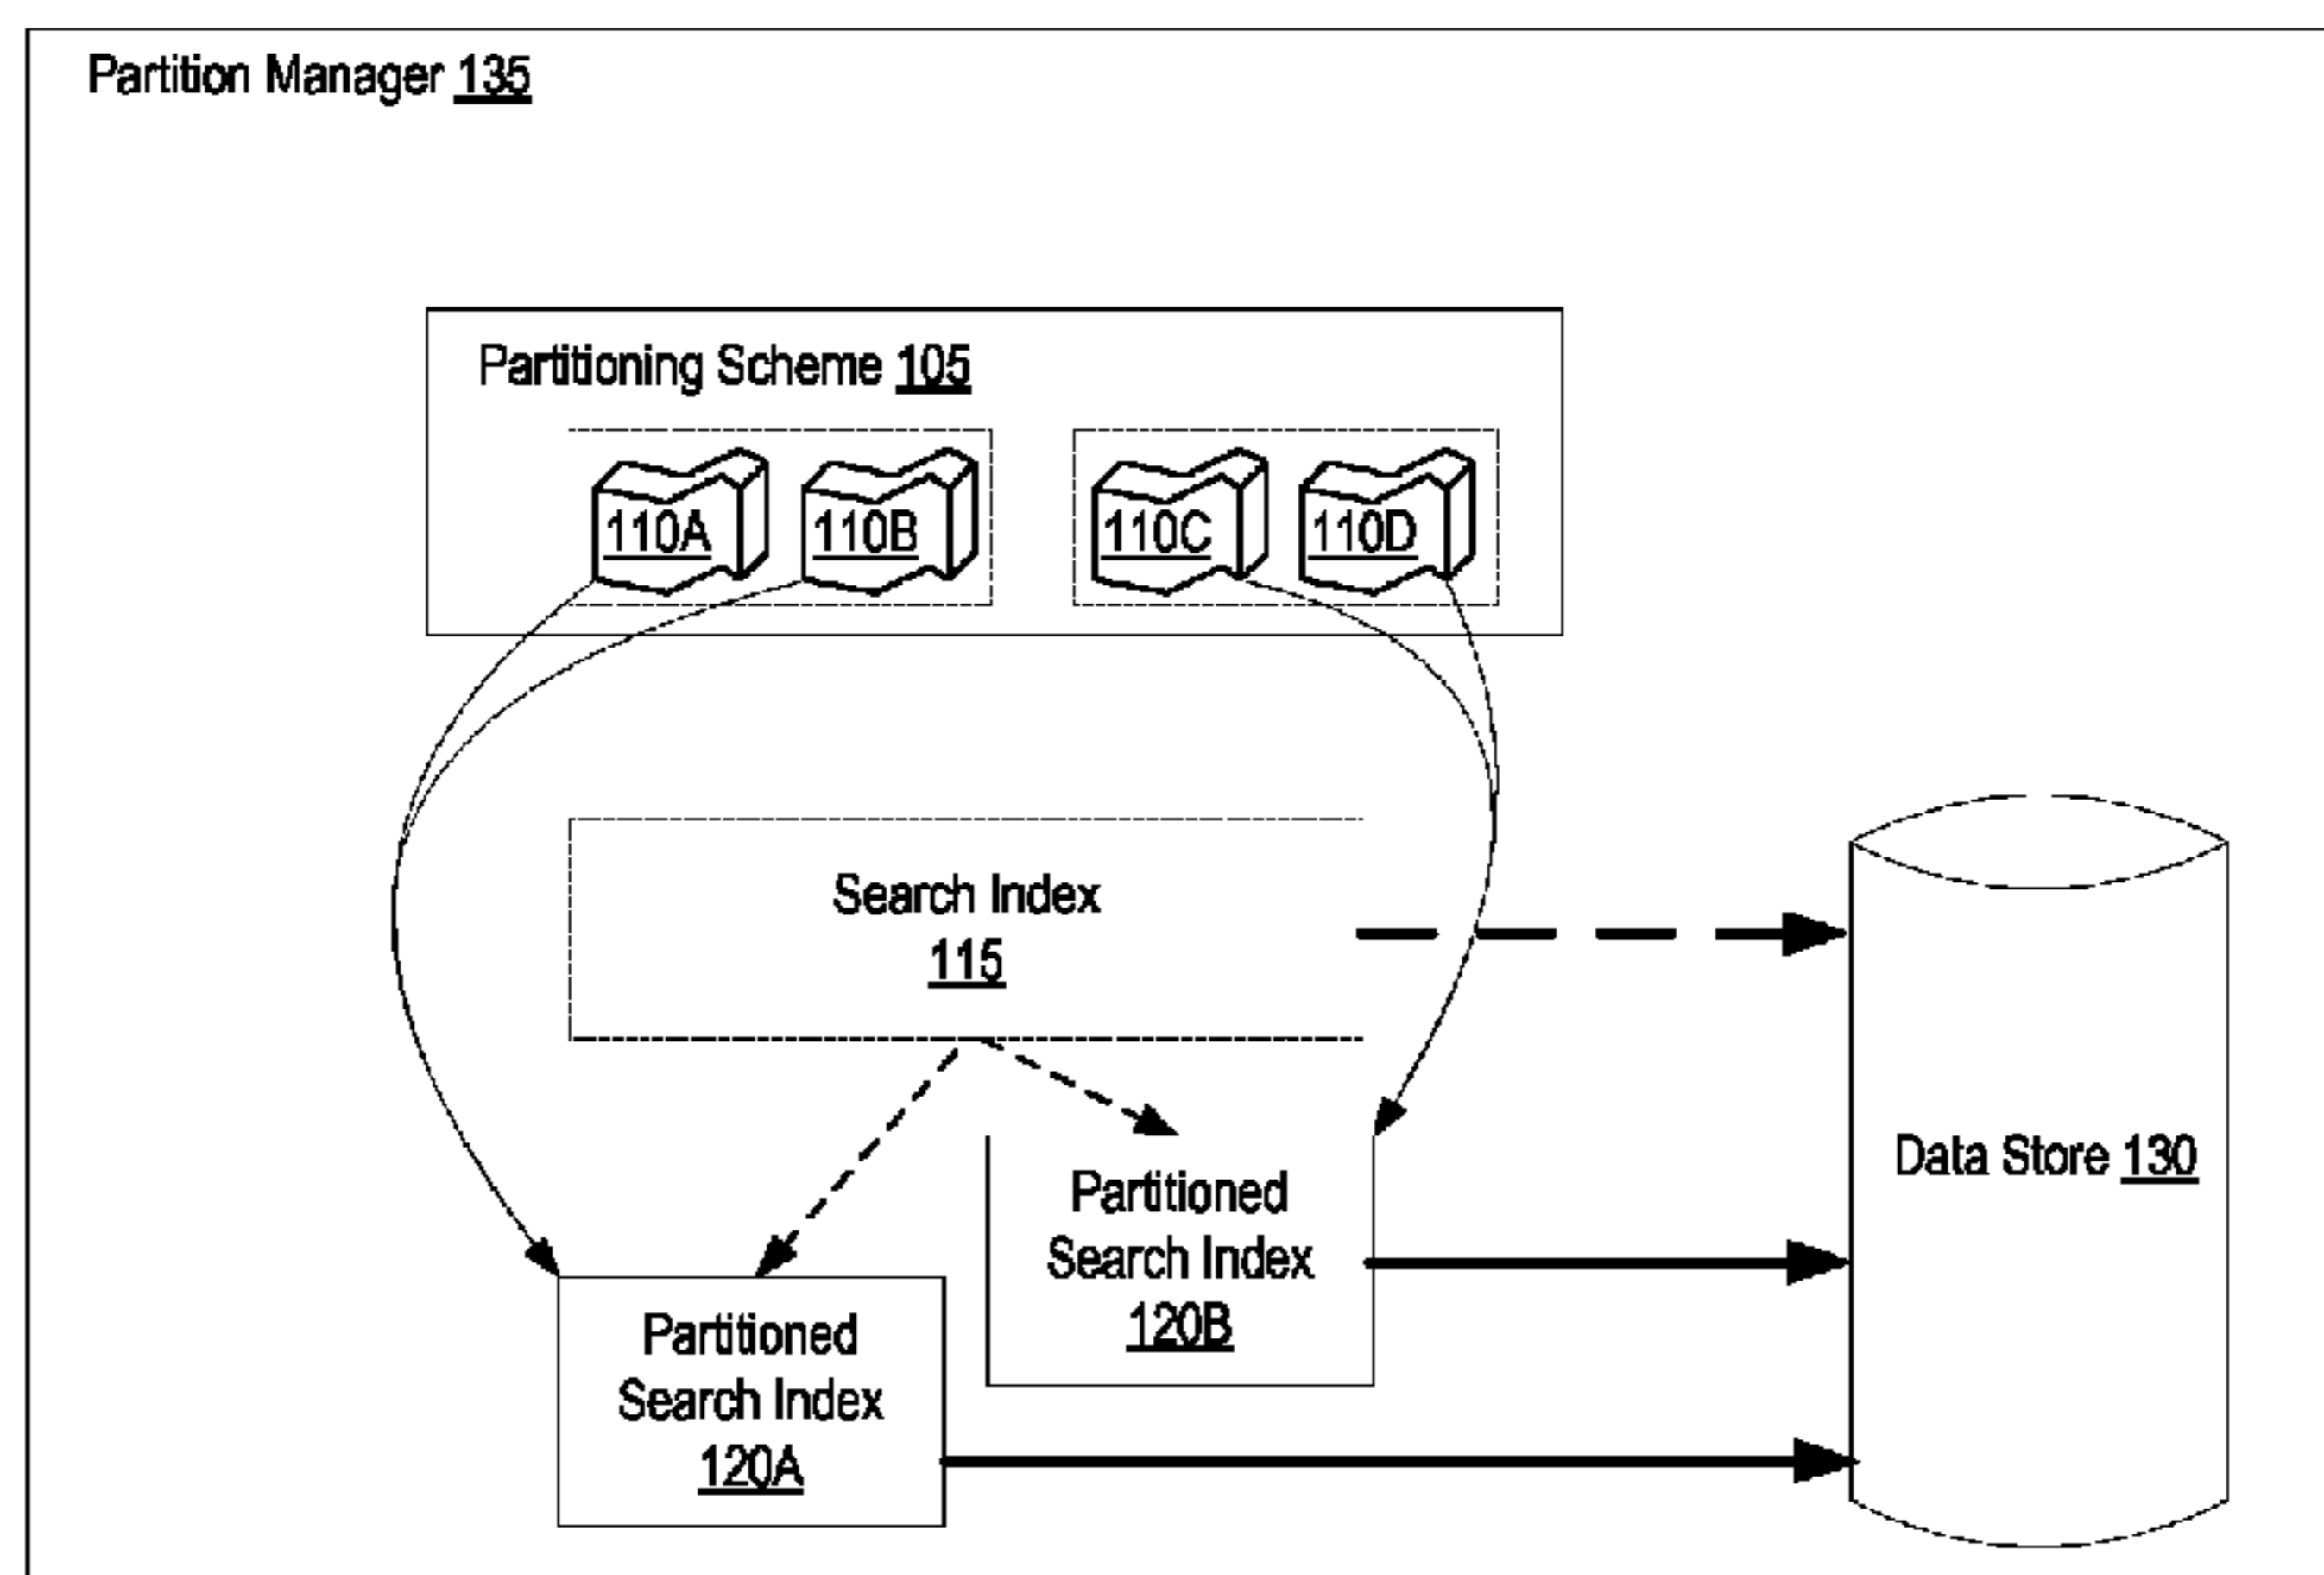 Partition Manager 135
Partitioning Scheme 105
110A 110B 110C 110D
Search Index
115
Data Store 130
Partitioned
Search Index
120B
Partitioned
Search Index
120A